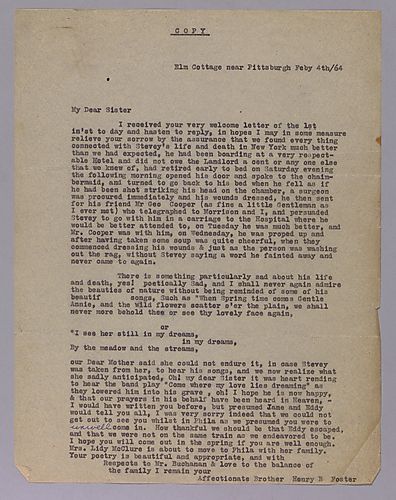 COPY
Elm Cottage near Pittsburgh Feby 4th/64
My Dear Sister
I received your very welcome letter of the 1st
in'st to day and hasten to reply, in hopes I may in some measure
relieve your sorrow by the assurance that we found every thing
connected with Stevey's life and death in New York much better
than we had expected, he had been boarding at a very respect-
able Hotel and did not owe the Landlord a cent or any one else
that we knew of, had retired early to bed on Saturday evening
the following morning opened his door and spoke to the cham-
bermaid, and turned to go back to his bed when he fell as if
he had been shot striking his head on the chamber, a surgeon
was procured immediately and his wounds dressed, he then sent
for his friend Mr Geo Cooper (as fine a little Gentleman as
I ever met) who telegraphed to Morrison and I, and persuaded
Stevey to go with him in a carriage to the Hospital where he
would be better attended to, on Tuesday he was much better, and
Mr. Cooper was with him, on Wednesday, he was proped up and
after having taken some soup was quite cheerful, when they
commenced dressing his wounds & just as the person was washing
out the rag, without Stevey saying a word he fainted away and
never came to again.
There is something particularly sad about his life
and death, yes! poetically Sad, and I shall never again admire
the beauties of nature without being reminded of some of his
beautif songs, Such as "When Spring time comes Gentle
Annie, and the Wild flowers scatter o'er the plain, we shall
never more behold thee or see thy lovely face again,
or
"I see her still in my dreams,
in my dreams,
By the meadow and the streams,
our Dear Mother said she could not endure it, in case Stevey
was taken from her, to hear his songs, and we now realize what
she sadly anticipated, Oh! my dear Sister it was heart rending
to hear the band play "Come where my love lies dreaming" as
they lowered him into his grave , oh! I hope he is now happy,
& that our prayers in his behalf have been heard in Heaven, -
I would have written you before, but presumed Jane and Eddy
would tell you all, I was very sorry indeed that we could not
get out to see you whilst in Phila as we presumed you were to
unwell come in. How thankful we should be that Eddy escaped,
and that we were not on the same train as we endeavored to be.
I hope you will come out in the spring if you are well enough.
Mrs. Lidy McClure is about to move to Phila with her family.
Your poetry is beautiful and appropriate, and with
Respects to Mr. Buchanan & love to the balance of
the family I remain your
Affectionate Brother Henry B Foster